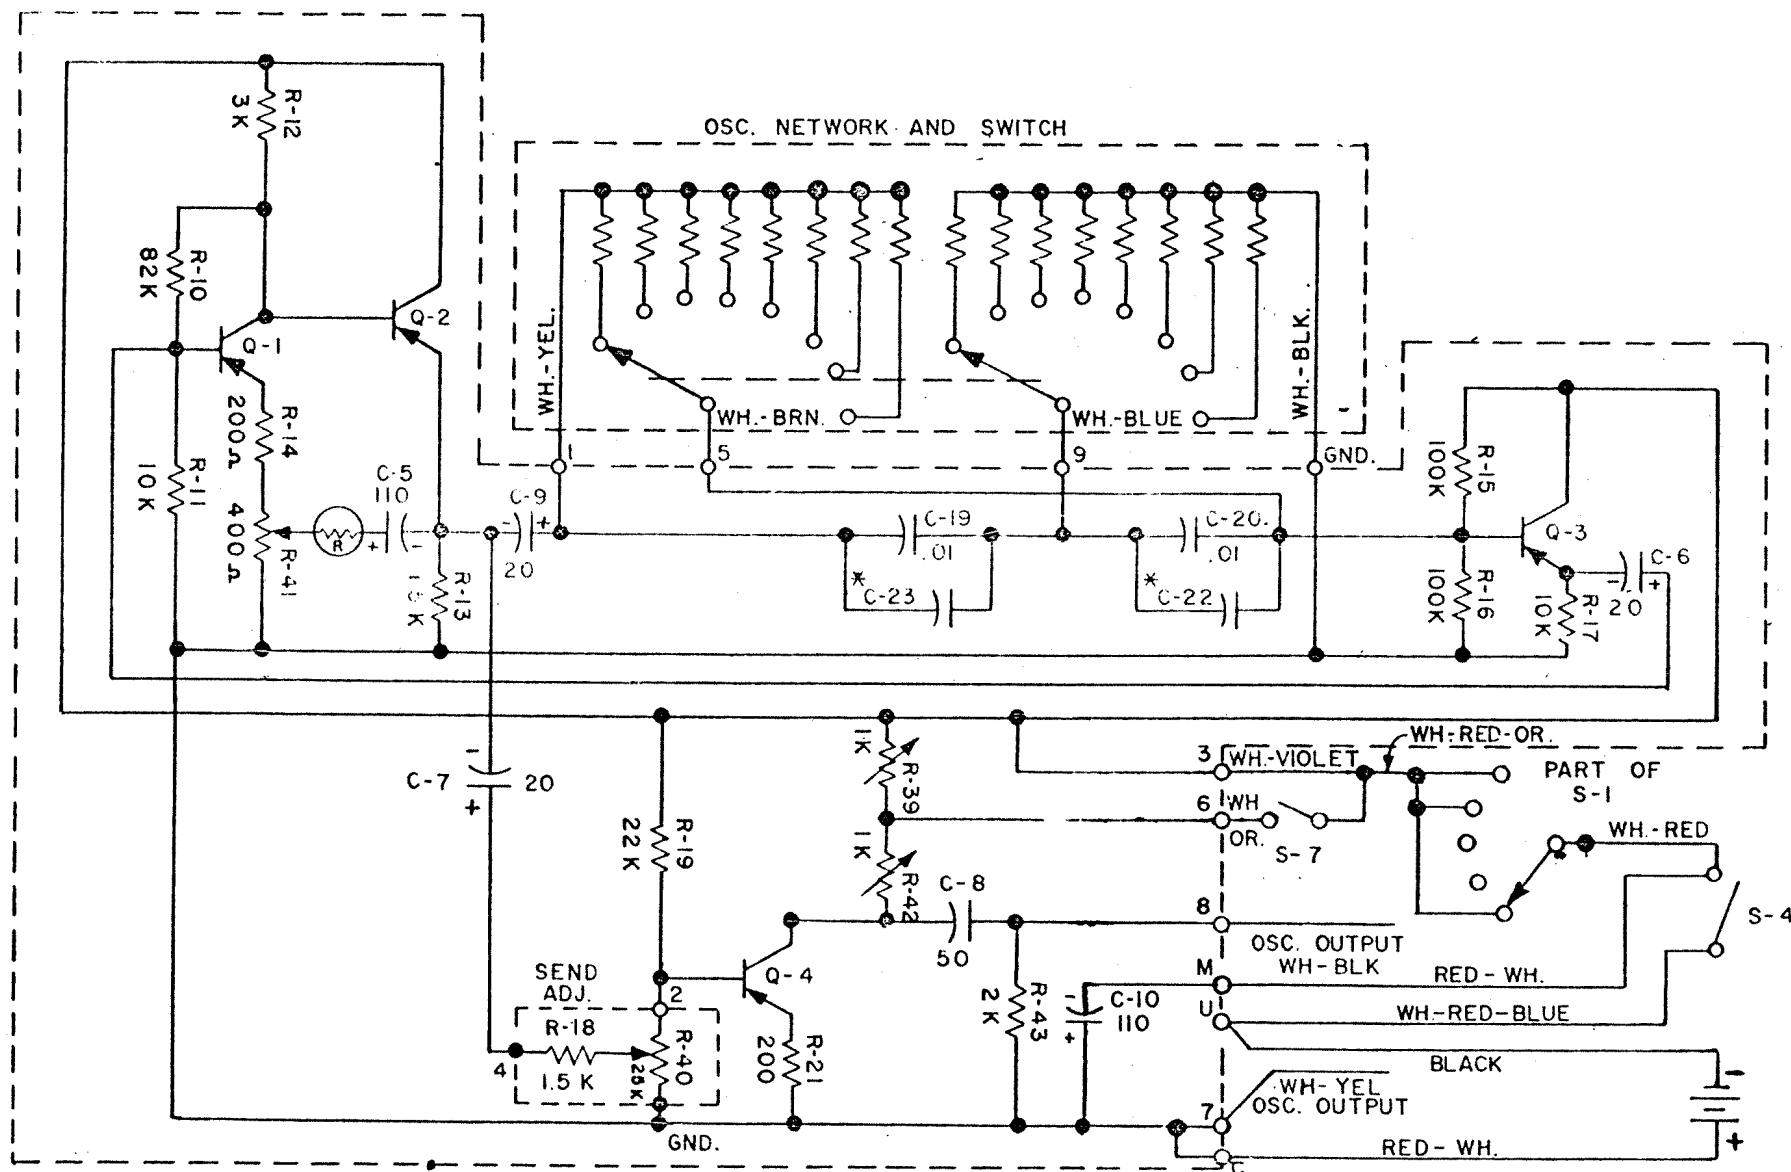 OSC. NETWORK AND SWITCH
R-12
3K
R-10
82K
Q-1
Q-2
R-14
200Ω
R-11
10K
R-41
400Ω
R
C-5
110
+
-
R-13
K
C-9
- +
20
WH.-YEL.
WH.-BRN.
WH.-BLUE
WH.-BLK.
1
5
9
GND.
C-19
.01
* C-23
C-20.
.01
* C-22
R-15
100K
R-16
100K
Q-3
R-17
10K
C-6
- +
20
C-7
20
+
R-19
22K
1K
R-39
1K
R-42
C-8
50
Q-4
R-21
200
SEND
ADJ.
2
R-18
1.5 K
4
R-40
GND.
R-43
2K
C-10
110
-
+
3 WH.-VIOLET
WH-RED-OR.
PART OF
S-1
6 WH
OR.
S-7
WH.-RED
S-4
8
OSC. OUTPUT
WH-BLK
M
RED-WH.
U
WH-RED-BLUE
BLACK
-
+
7
WH-YEL
OSC. OUTPUT
RED-WH.